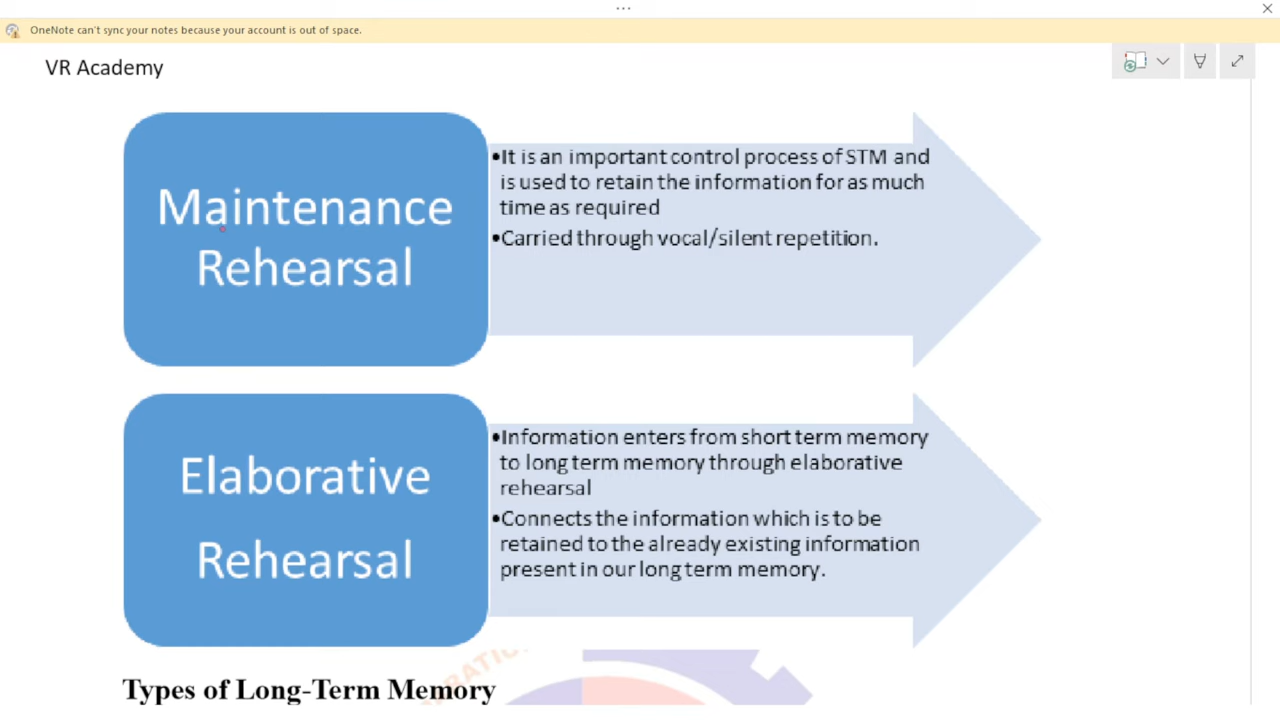 OneNote can't sync your notes because your account is out of space.
VR Academy
Maintenance
Rehearsal
•It is an important control process of STM and
is used to retain the information for as much
time as required
•Carried through vocal/silent repetition.
Elaborative
Rehearsal
•Information enters from short term memory
to long term memory through elaborative
rehearsal
•Connects the information which is to be
retained to the already existing information
present in our long term memory.
Types of Long-Term Memory